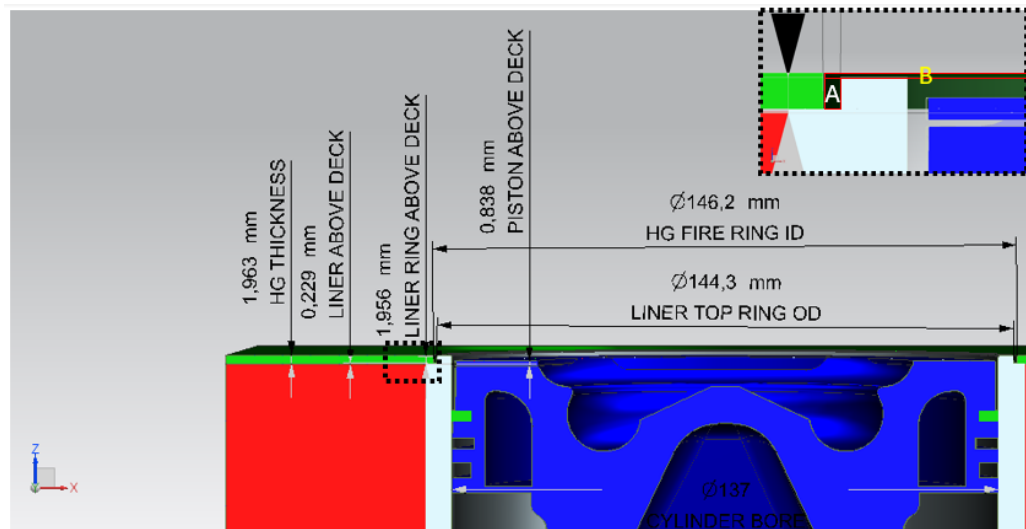 A
B
1,963 mm
HG THICKNESS
0,229 mm
LINER ABOVE DECK
1,956 mm
LINER RING ABOVE DECK
0,838 mm
PISTON ABOVE DECK
Ø146,2 mm
HG FIRE RING ID
Ø144,3 mm
LINER TOP RING OD
Ø137
CYLINDER BORE
Z
X